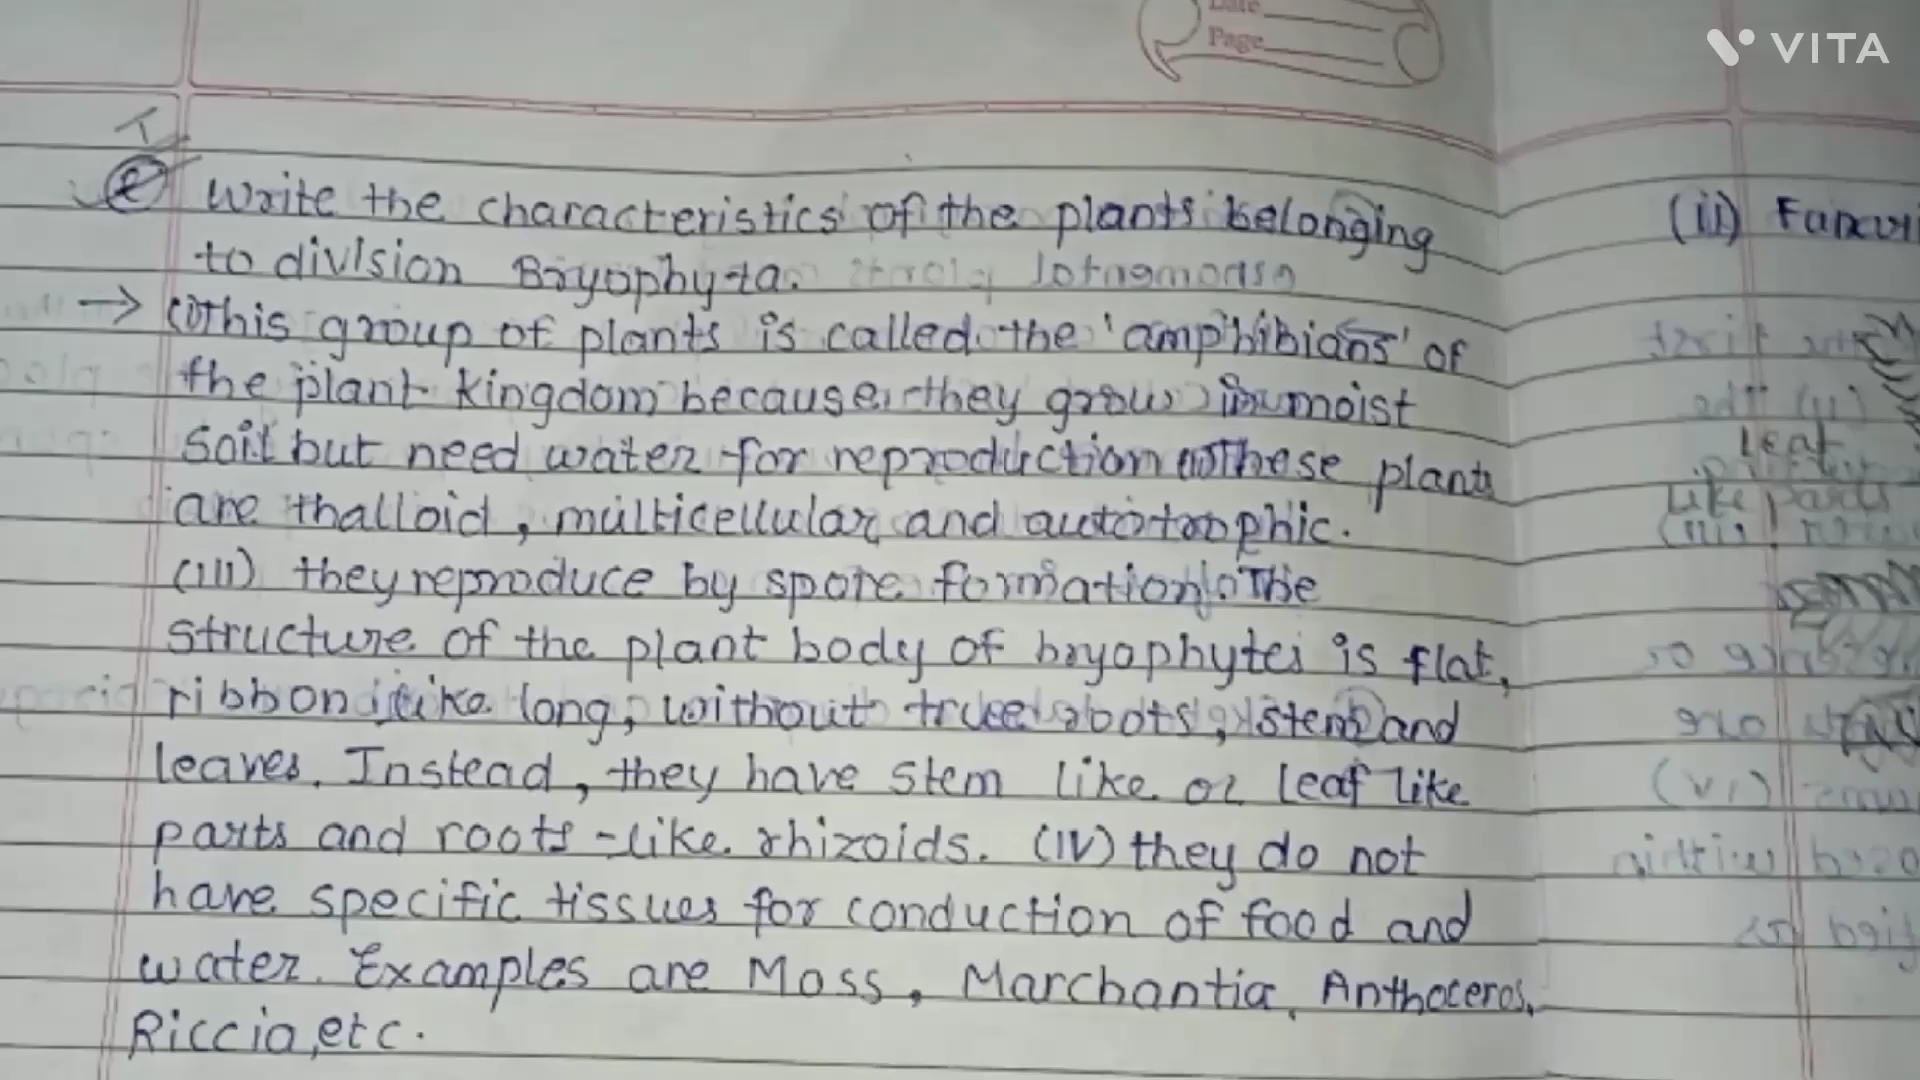 Date
Page
VITA
e Write the characteristics of the plants belonging
to division Bryophyta.
→ (i) this group of plants is called the 'amphibians' of
the plant kingdom because they grow in moist
soil but need water for reproduction (ii) These plants
are thalloid, multicellular and autotrophic.
(iii) they reproduce by spore formation. The
structure of the plant body of bryophytes is flat,
ribbon like long, without true roots, stem and
leaves. Instead, they have stem like or leaf like
parts and roots-like rhizoids. (iv) they do not
have specific tissues for conduction of food and
water. Examples are Moss, Marchantia, Anthoceros,
Riccia, etc.
(ii)